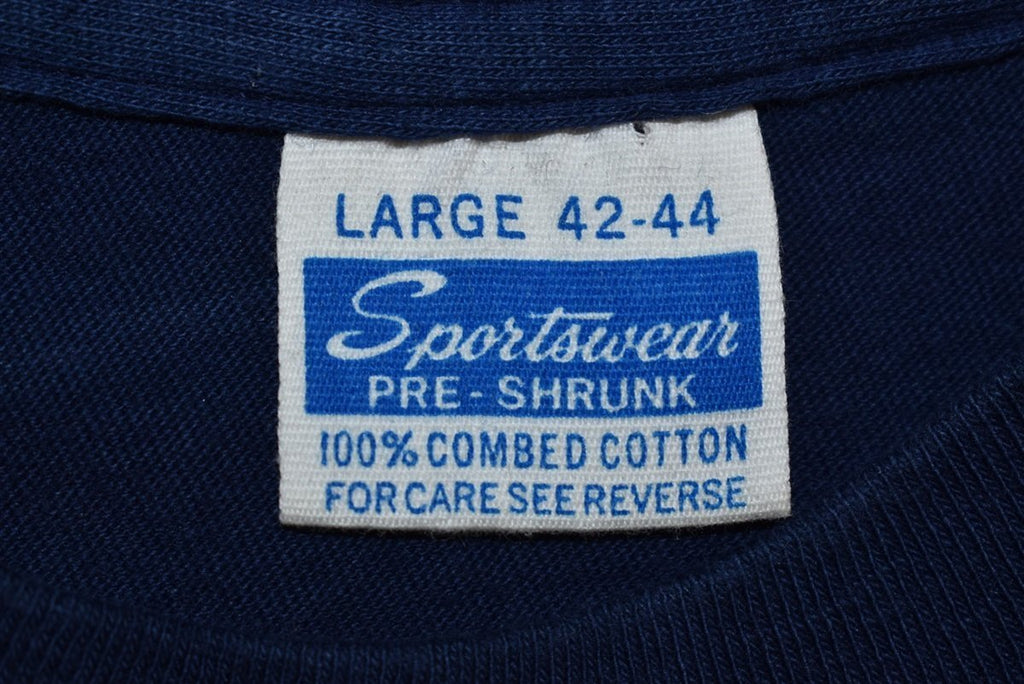 LARGE 42-44
Sportswear
PRE-SHRUNK
100% COMBED COTTON
FOR CARE SEE REVERSE